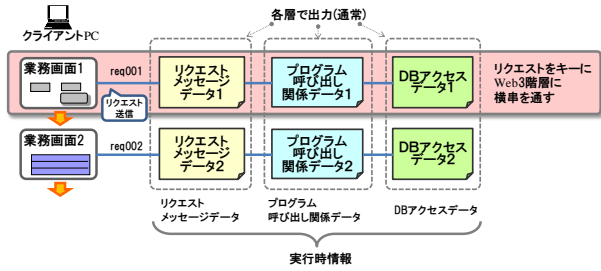 各層で出力(通常)
クライアントPC
業務画面1
req001
リクエスト
送信
リクエスト
メッセージ
データ1
プログラム
呼び出し
関係データ1
DBアクセス
データ1
リクエストをキーに
Web3階層に
横串を通す
業務画面2
req002
リクエスト
メッセージ
データ2
プログラム
呼び出し
関係データ2
DBアクセス
データ2
リクエスト
メッセージデータ
プログラム
呼び出し関係データ
DBアクセスデータ
実行時情報